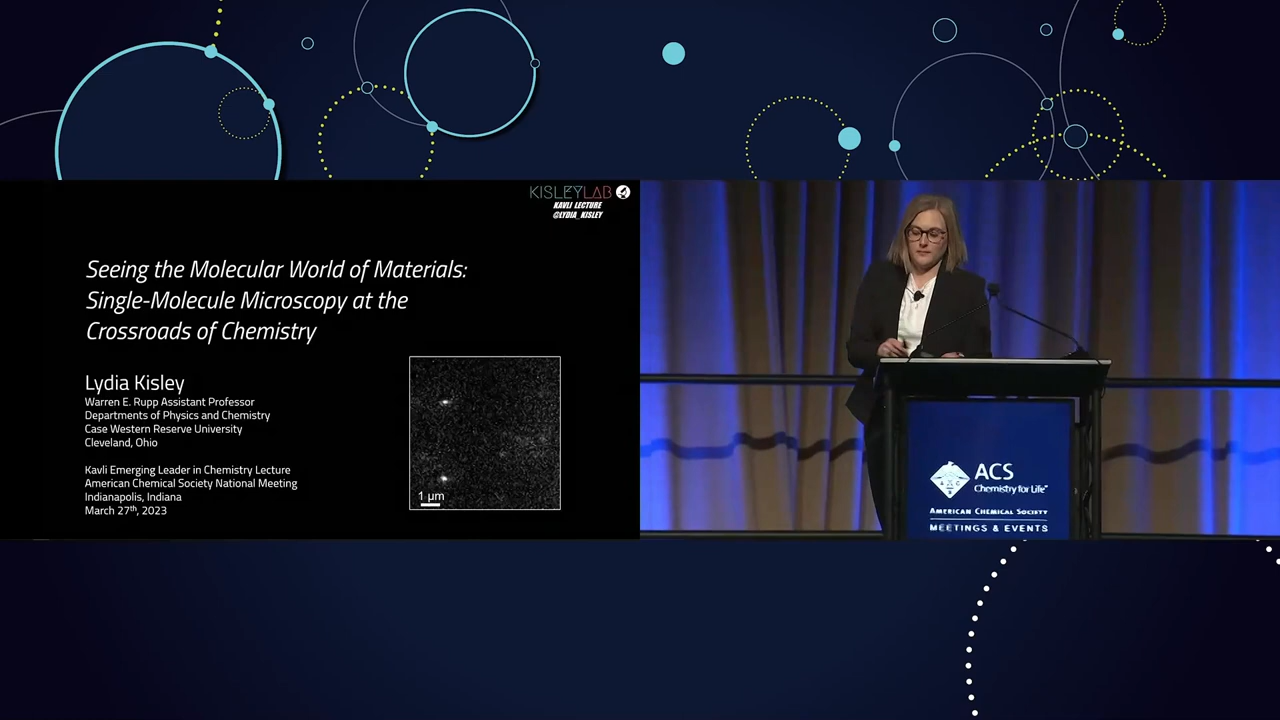 KISLEYLAB
KAVLI LECTURE
@LYDIA_KISLEY
Seeing the Molecular World of Materials:
Single-Molecule Microscopy at the
Crossroads of Chemistry
Lydia Kisley
Warren E. Rupp Assistant Professor
Departments of Physics and Chemistry
Case Western Reserve University
Cleveland, Ohio
Kavli Emerging Leader in Chemistry Lecture
American Chemical Society National Meeting
Indianapolis, Indiana
March 27th, 2023
1 μm
ACS
Chemistry for Life™
AMERICAN CHEMICAL SOCIETY
MEETINGS & EVENTS